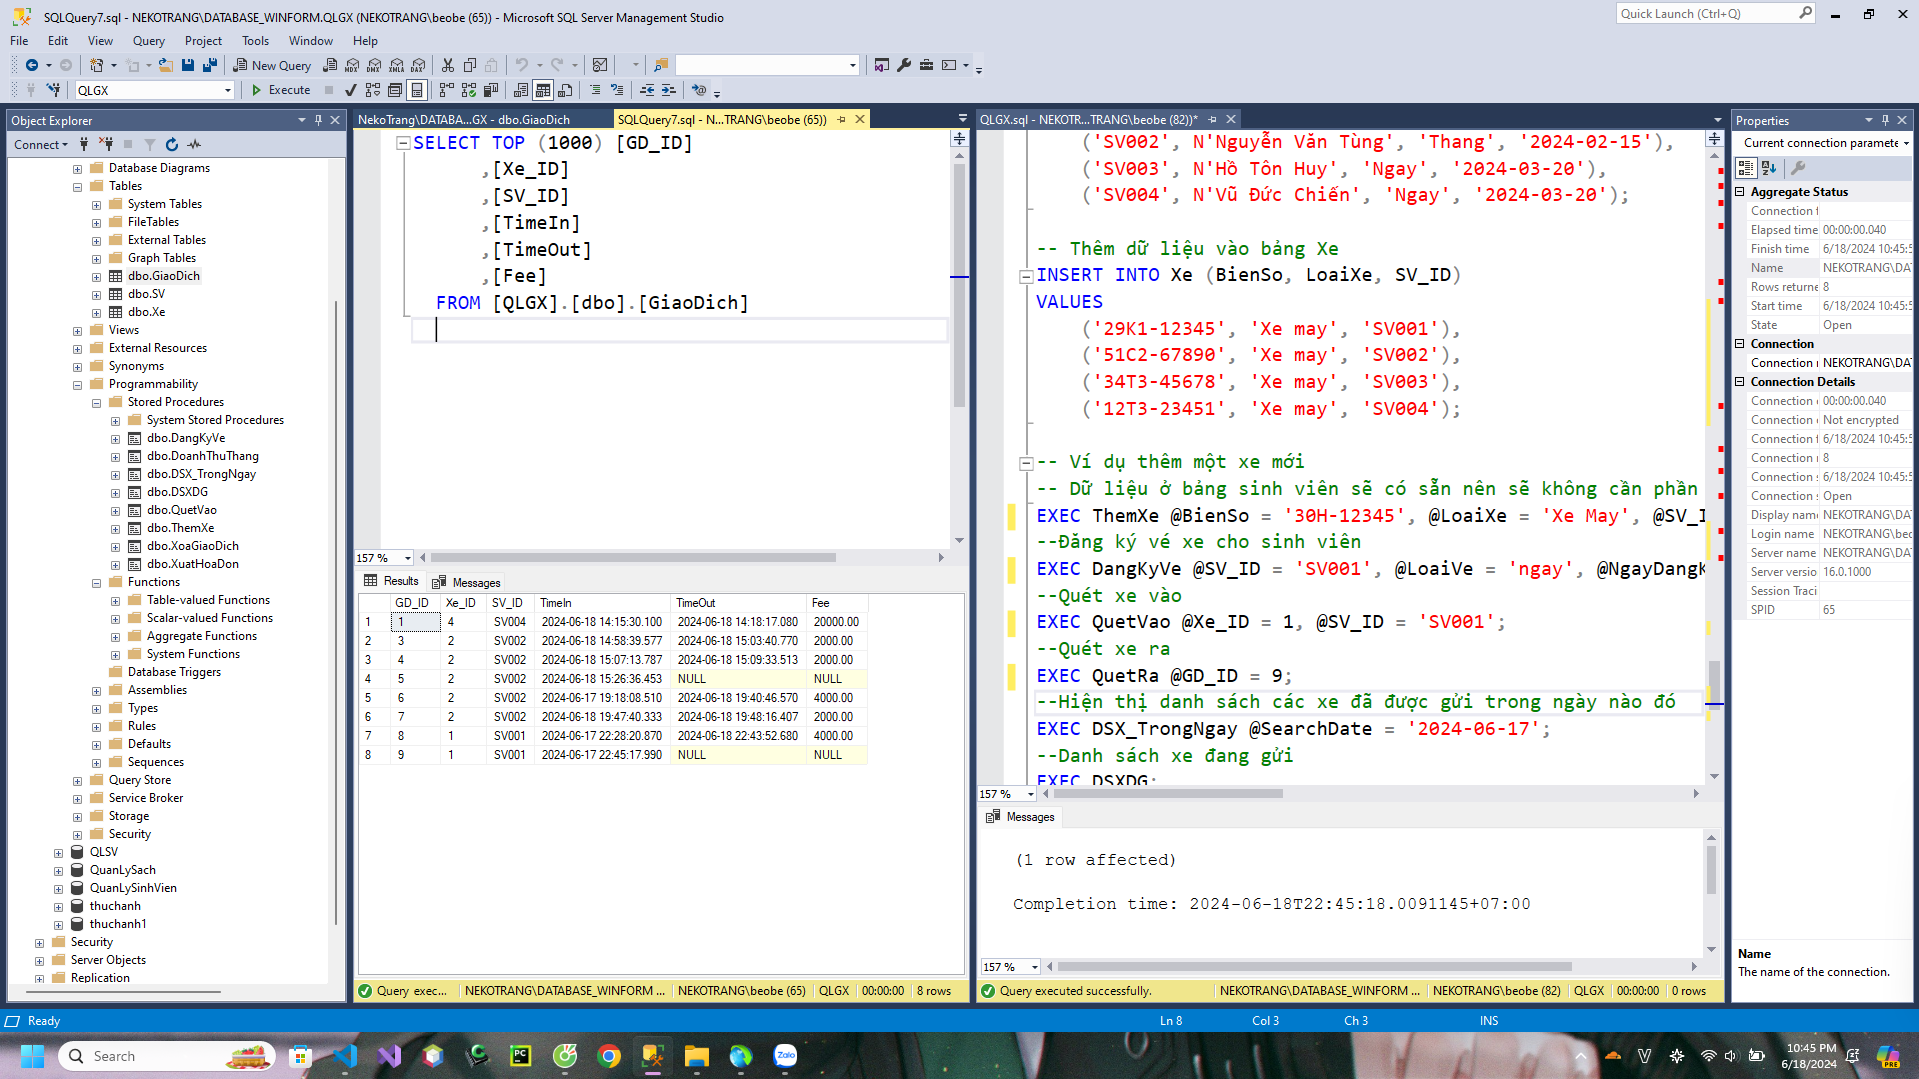 SQLQuery7.sql - NEKOTRANG\DATABASE_WINFORM.QLGX (NEKOTRANG\beobe (65)) - Microsoft SQL Server Management Studio
Quick Launch (Ctrl+Q)
File Edit View Query Project Tools Window Help
New Query
MDX DMX XMLA DAX
QLGX
Execute
Object Explorer
Connect
Database Diagrams
Tables
System Tables
FileTables
External Tables
Graph Tables
dbo.GiaoDich
dbo.SV
dbo.Xe
Views
External Resources
Synonyms
Programmability
Stored Procedures
System Stored Procedures
dbo.DangKyVe
dbo.DoanhThuThang
dbo.DSX_TrongNgay
dbo.DSXDG
dbo.QuetVao
dbo.ThemXe
dbo.XoaGiaoDich
dbo.XuatHoaDon
Functions
Table-valued Functions
Scalar-valued Functions
Aggregate Functions
System Functions
Database Triggers
Assemblies
Types
Rules
Defaults
Sequences
Query Store
Service Broker
Storage
Security
QLSV
QuanLySach
QuanLySinhVien
thuchanh
thuchanh1
Security
Server Objects
Replication
NekoTrang\DATABA...GX - dbo.GiaoDich
SQLQuery7.sql - N...TRANG\beobe (65))
SELECT TOP (1000) [GD_ID]
,[Xe_ID]
,[SV_ID]
,[TimeIn]
,[TimeOut]
,[Fee]
FROM [QLGX].[dbo].[GiaoDich]
157 %
Results Messages
GD_ID Xe_ID SV_ID TimeIn TimeOut Fee
1 1 4 SV004 2024-06-18 14:15:30.100 2024-06-18 14:18:17.080 20000.00
2 3 2 SV002 2024-06-18 14:58:39.577 2024-06-18 15:03:40.770 2000.00
3 4 2 SV002 2024-06-18 15:07:13.787 2024-06-18 15:09:33.513 2000.00
4 5 2 SV002 2024-06-18 15:26:36.453 NULL NULL
5 6 2 SV002 2024-06-17 19:18:08.510 2024-06-18 19:40:46.570 4000.00
6 7 2 SV002 2024-06-18 19:47:40.333 2024-06-18 19:48:16.407 2000.00
7 8 1 SV001 2024-06-17 22:28:20.870 2024-06-18 22:43:52.680 4000.00
8 9 1 SV001 2024-06-17 22:45:17.990 NULL NULL
Query exec... NEKOTRANG\DATABASE_WINFORM ... NEKOTRANG\beobe (65) QLGX 00:00:00 8 rows
QLGX.sql - NEKOTR...TRANG\beobe (82))*
('SV002', N'Nguyễn Văn Tùng', 'Thang', '2024-02-15'),
('SV003', N'Hồ Tôn Huy', 'Ngay', '2024-03-20'),
('SV004', N'Vũ Đức Chiến', 'Ngay', '2024-03-20');
-- Thêm dữ liệu vào bảng Xe
INSERT INTO Xe (BienSo, LoaiXe, SV_ID)
VALUES
('29K1-12345', 'Xe may', 'SV001'),
('51C2-67890', 'Xe may', 'SV002'),
('34T3-45678', 'Xe may', 'SV003'),
('12T3-23451', 'Xe may', 'SV004');
-- Ví dụ thêm một xe mới
-- Dữ liệu ở bảng sinh viên sẽ có sẵn nên sẽ không cần phần
EXEC ThemXe @BienSo = '30H-12345', @LoaiXe = 'Xe May', @SV_I
--Đăng ký vé xe cho sinh viên
EXEC DangKyVe @SV_ID = 'SV001', @LoaiVe = 'ngay', @NgayDangK
--Quét xe vào
EXEC QuetVao @Xe_ID = 1, @SV_ID = 'SV001';
--Quét xe ra
EXEC QuetRa @GD_ID = 9;
--Hiện thị danh sách các xe đã được gửi trong ngày nào đó
EXEC DSX_TrongNgay @SearchDate = '2024-06-17';
--Danh sách xe đang gửi
EXEC DSXDG;
157 %
Messages
(1 row affected)
Completion time: 2024-06-18T22:45:18.0091145+07:00
157 %
Query executed successfully. NEKOTRANG\DATABASE_WINFORM ... NEKOTRANG\beobe (82) QLGX 00:00:00 0 rows
Properties
Current connection paramete
Aggregate Status
Connection f
Elapsed time 00:00:00.040
Finish time 6/18/2024 10:45:5
Name NEKOTRANG\DA
Rows returne 8
Start time 6/18/2024 10:45:5
State Open
Connection
Connection NEKOTRANG\DA
Connection Details
Connection 00:00:00.040
Connection Not encrypted
Connection f 6/18/2024 10:45:5
Connection 8
Connection s 6/18/2024 10:45:5
Connection s Open
Display name NEKOTRANG\DA
Login name NEKOTRANG\beo
Server name NEKOTRANG\DA
Server versio 16.0.1000
Session Traci
SPID 65
Name
The name of the connection.
Ready Ln 8 Col 3 Ch 3 INS
Search
PC
Zalo
V
10:45 PM
6/18/2024
PRE